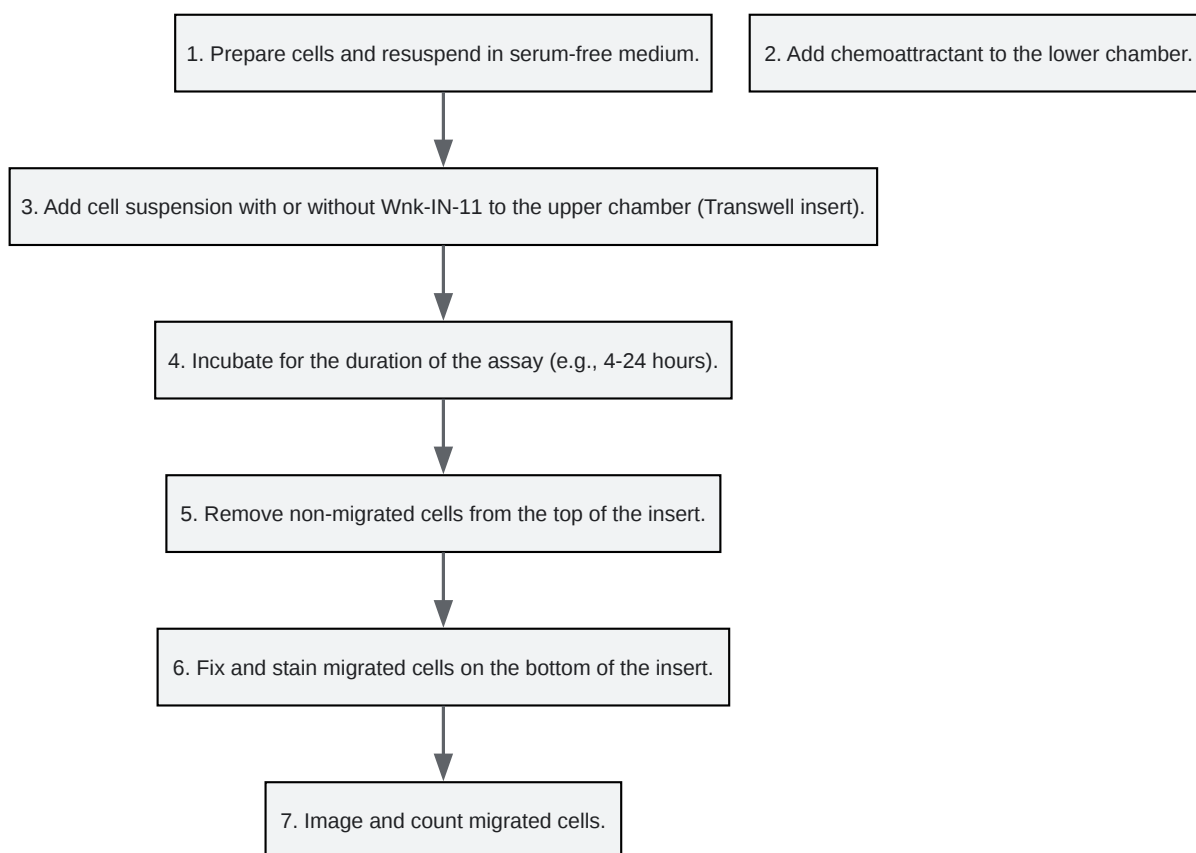 1. Prepare cells and resuspend in serum-free medium.
2. Add chemoattractant to the lower chamber.
3. Add cell suspension with or without Wnk-IN-11 to the upper chamber (Transwell insert).
4. Incubate for the duration of the assay (e.g., 4-24 hours).
5. Remove non-migrated cells from the top of the insert.
6. Fix and stain migrated cells on the bottom of the insert.
7. Image and count migrated cells.